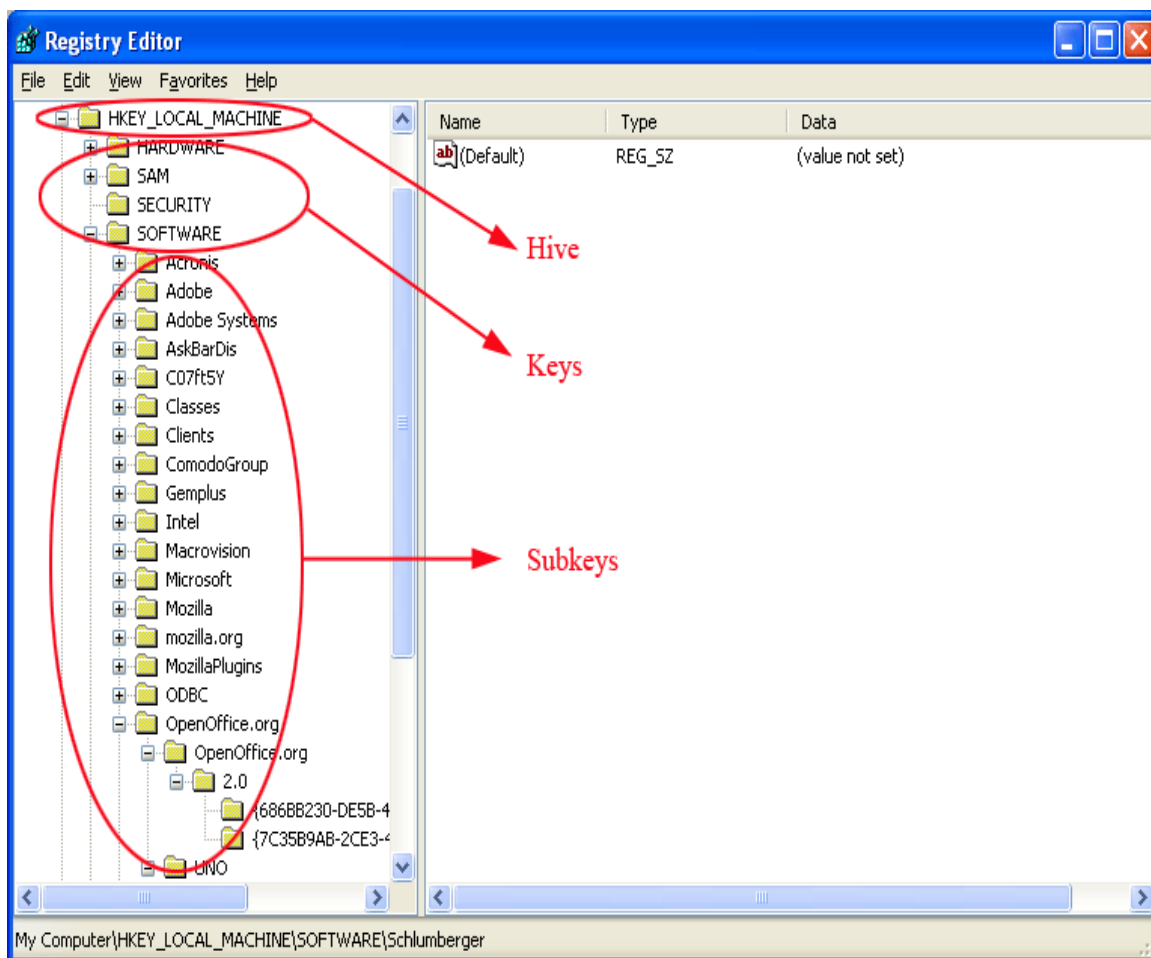 Registry Editor
File Edit View Favorites Help
HKEY_LOCAL_MACHINE
HARDWARE
SAM
SECURITY
SOFTWARE
Acronis
Adobe
Adobe Systems
AskBarDis
C07ft5Y
Classes
Clients
ComodoGroup
Gemplus
Intel
Macrovision
Microsoft
Mozilla
mozilla.org
MozillaPlugins
ODBC
OpenOffice.org
OpenOffice.org
2.0
{686BB230-DE5B-4
{7C35B9AB-2CE3-4
UNO
Name Type Data
ab (Default) REG_SZ (value not set)
Hive
Keys
Subkeys
My Computer\HKEY_LOCAL_MACHINE\SOFTWARE\Schlumberger